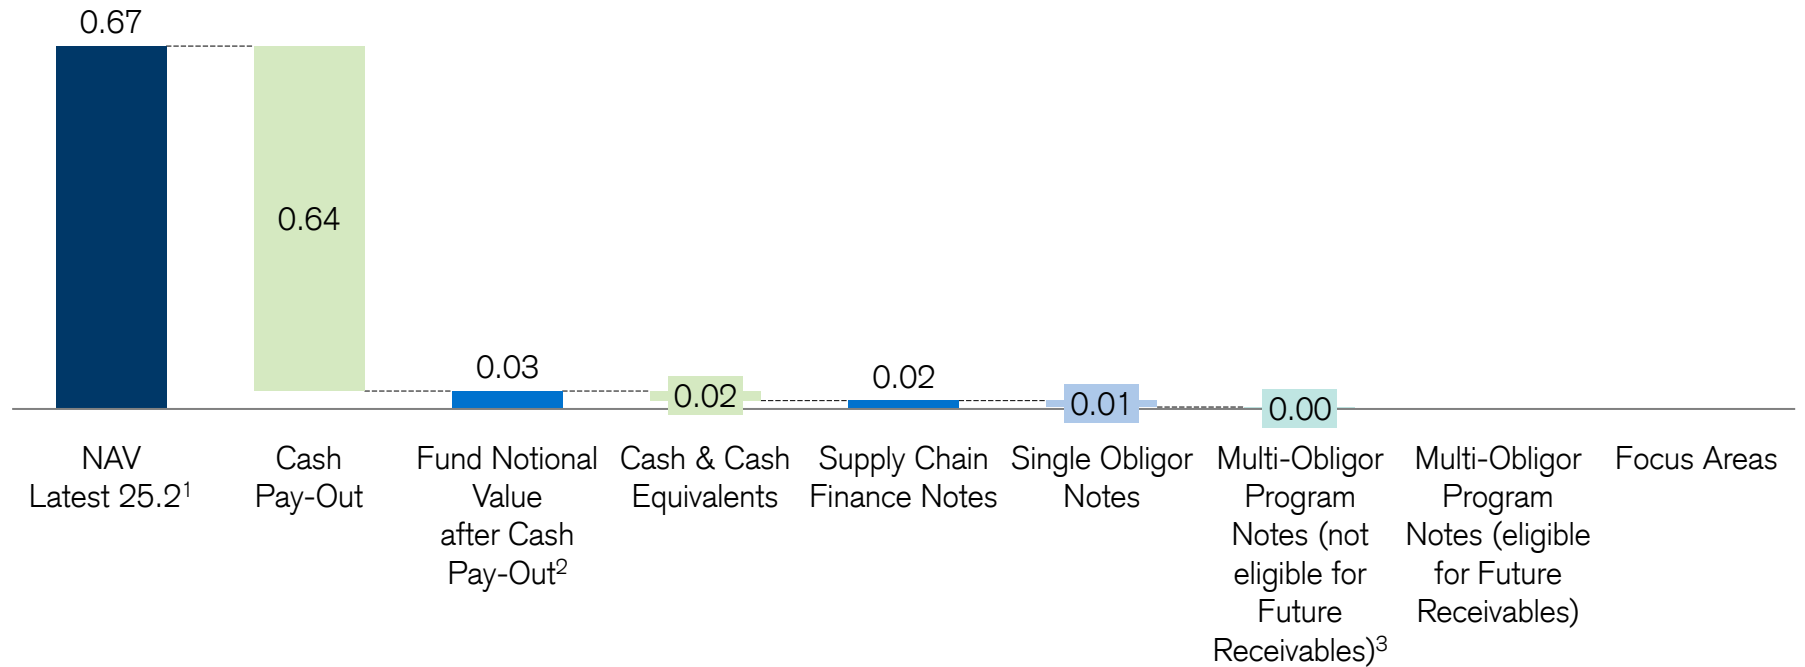 0.67
0.64
0.03
0.02
0.02
0.01
0.00
NAV
Latest 25.2¹
Cash
Pay-Out
Fund Notional
Value
after Cash
Pay-Out²
Cash & Cash
Equivalents
Supply Chain
Finance Notes
Single Obligor
Notes
Multi-Obligor
Program
Notes (not
eligible for
Future
Receivables)³
Multi-Obligor
Program
Notes (eligible
for Future
Receivables)
Focus Areas